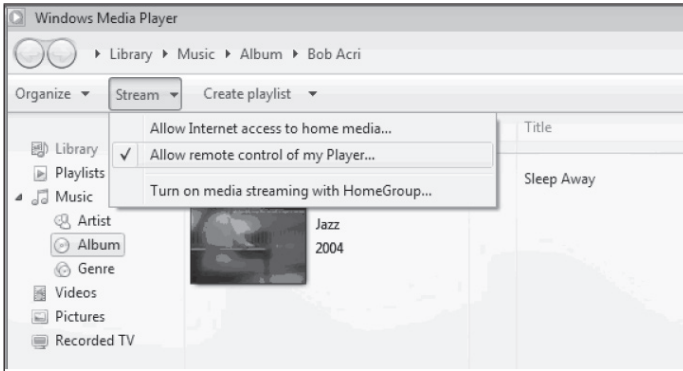 Windows Media Player
Library Music Album Bob Acri
Organize Stream Create playlist
Allow Internet access to home media...
Allow remote control of my Player...
Turn on media streaming with HomeGroup...
Title
Library
Playlists
Music
Artist
Album
Genre
Videos
Pictures
Recorded TV
Jazz
2004
Sleep Away